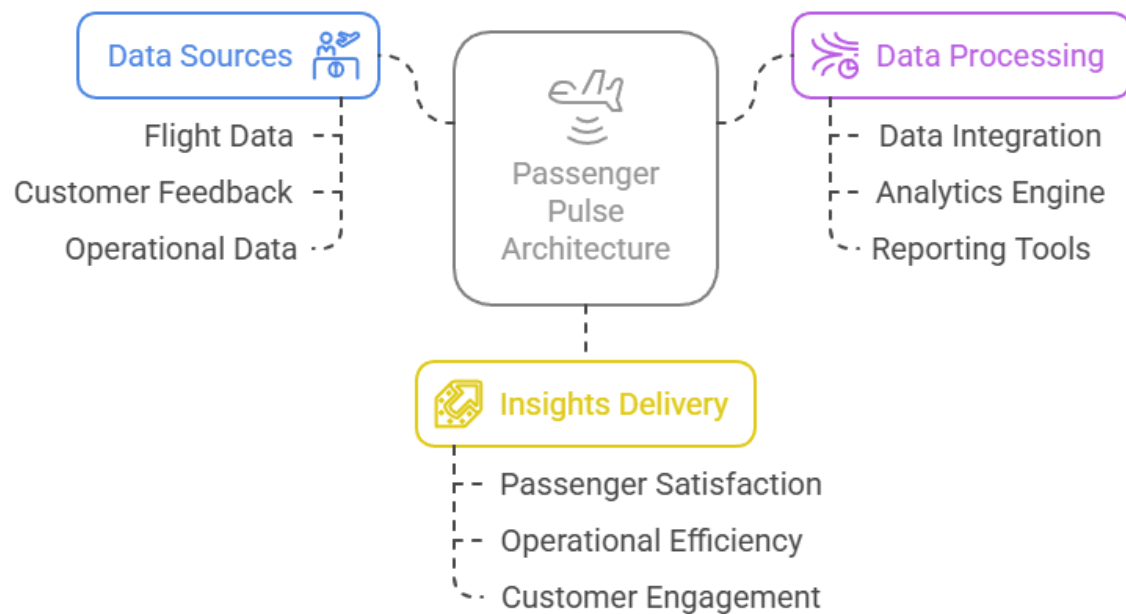 Data Sources
Flight Data
Customer Feedback
Operational Data
Passenger
Pulse
Architecture
Data Processing
Data Integration
Analytics Engine
Reporting Tools
Insights Delivery
Passenger Satisfaction
Operational Efficiency
Customer Engagement